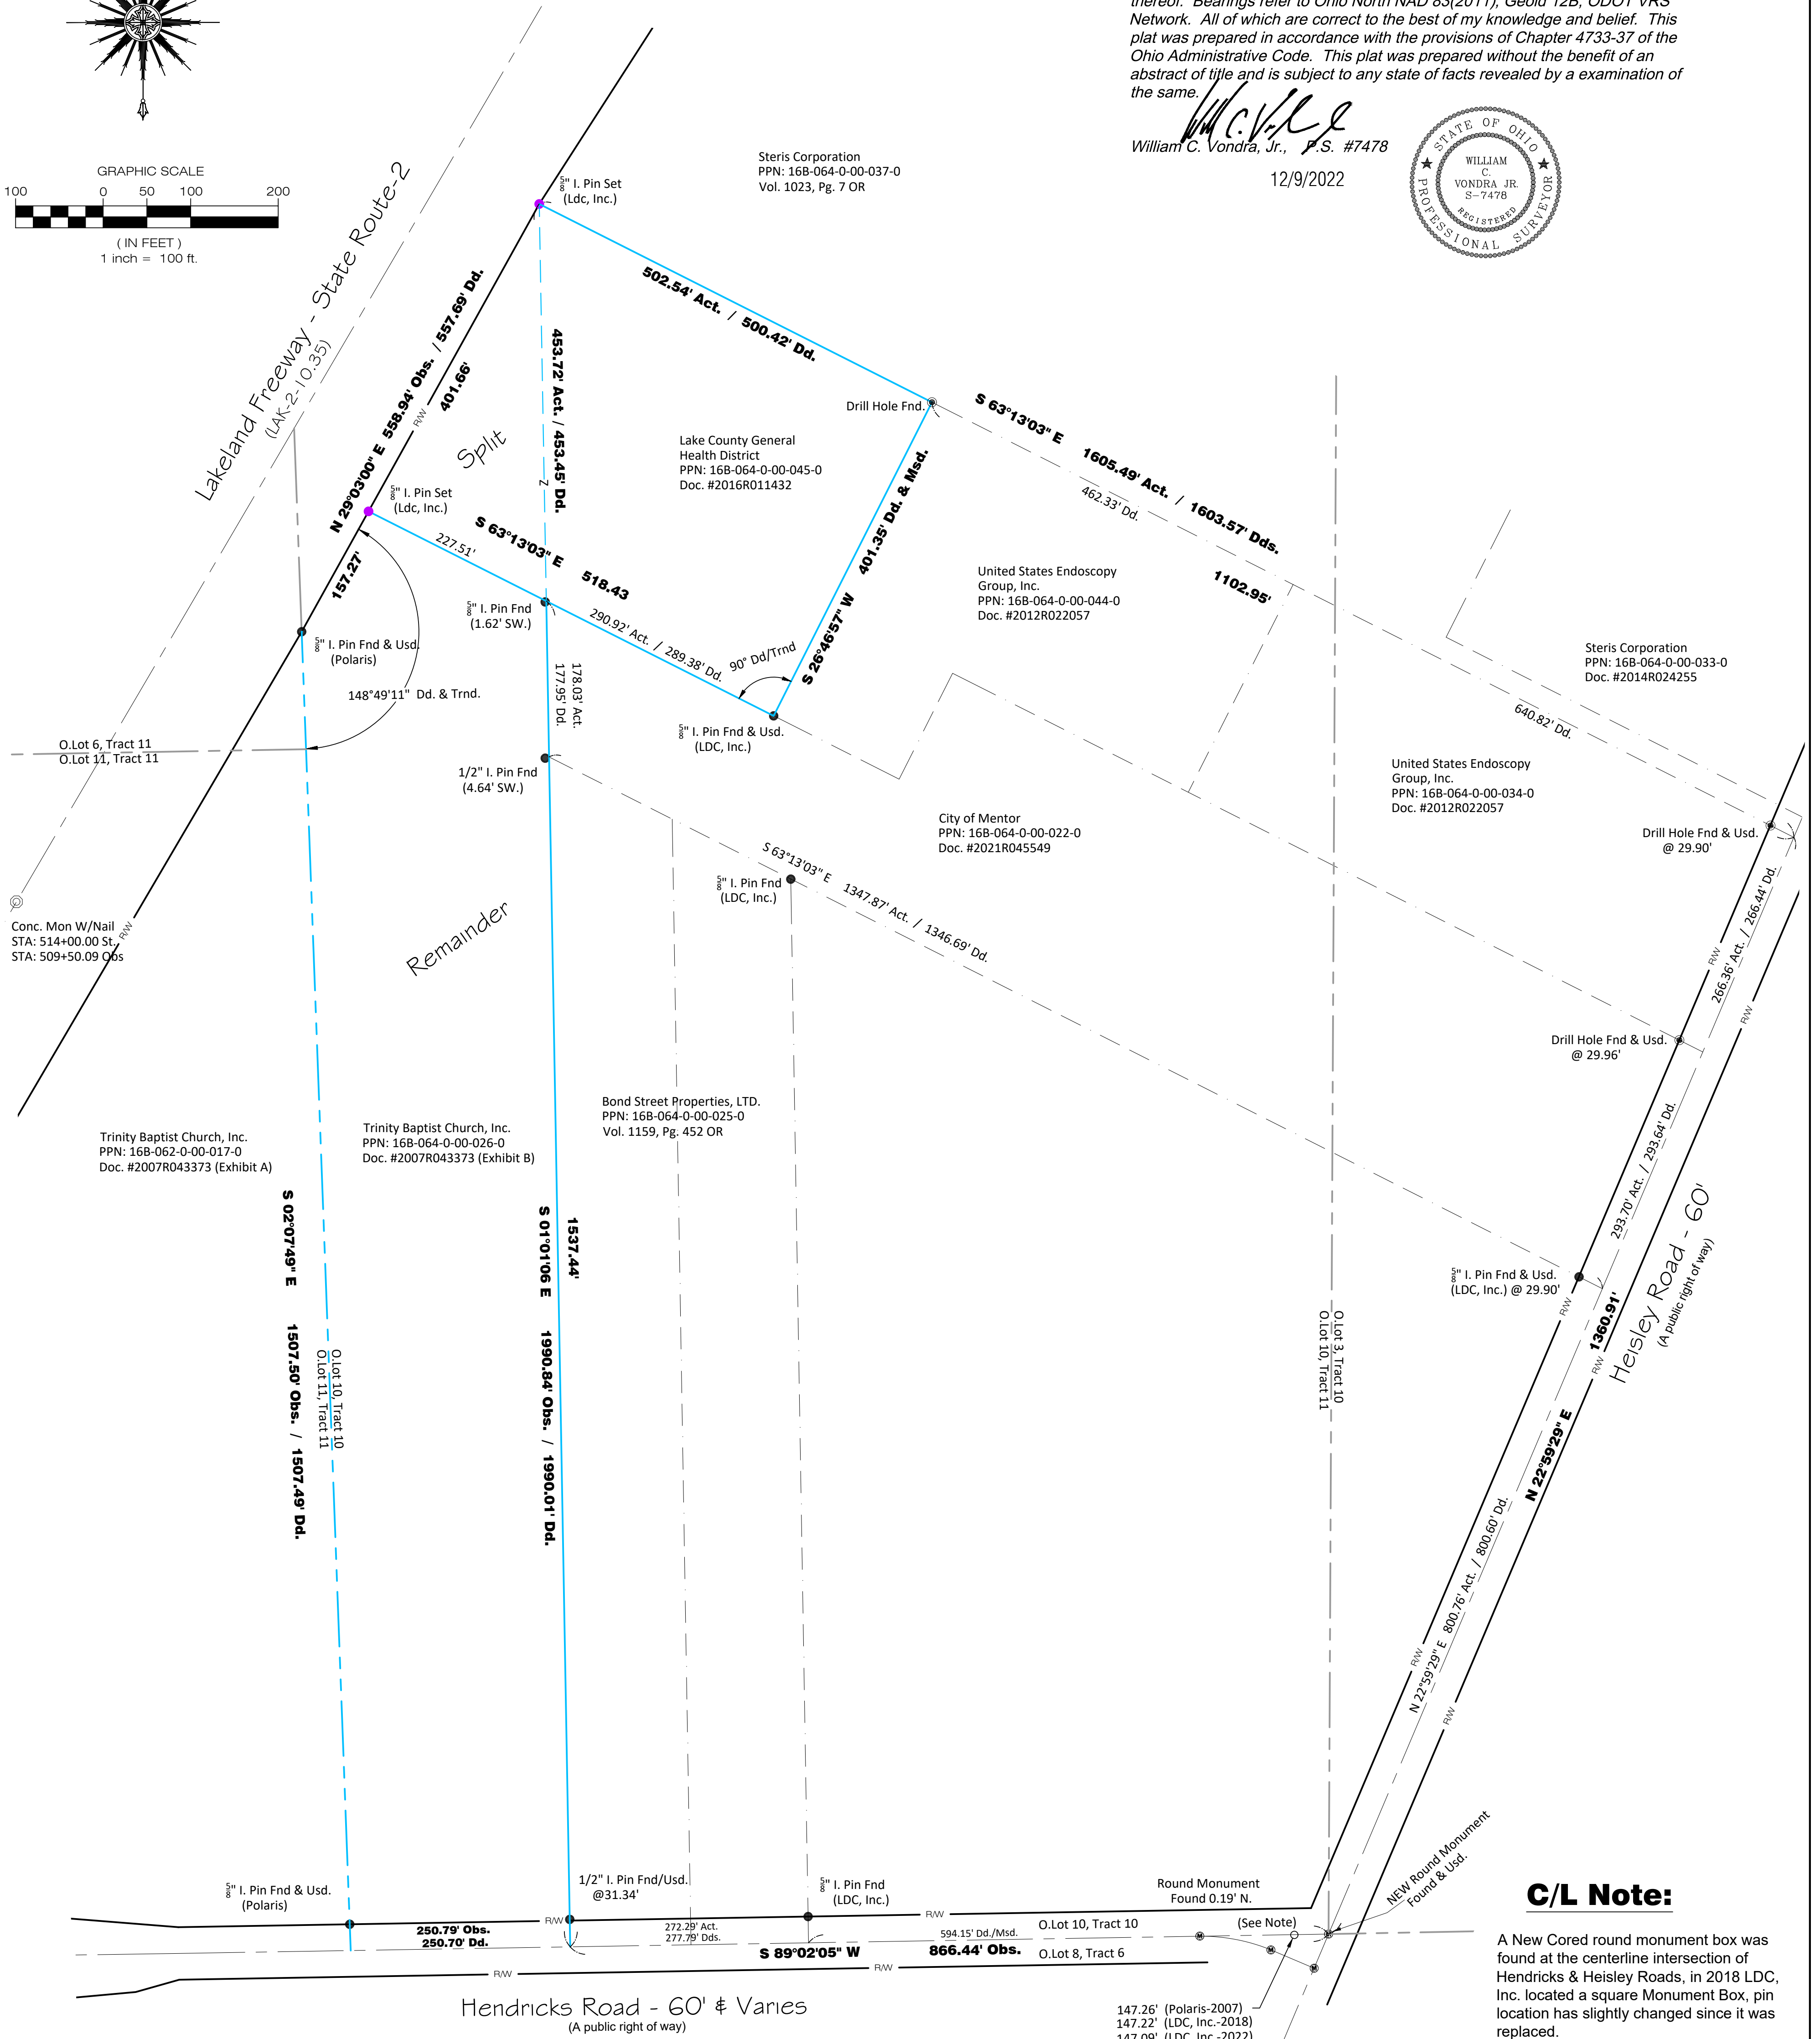 thereof. Bearings refer to Ohio North NAD 83(2011), Geoid 12B, ODOT VRS
Network. All of which are correct to the best of my knowledge and belief. This
plat was prepared in accordance with the provisions of Chapter 4733-37 of the
Ohio Administrative Code. This plat was prepared without the benefit of an
abstract of title and is subject to any state of facts revealed by a examination of
the same.
William C. Vondra, Jr., P.S. #7478
12/9/2022
STATE OF OHIO
WILLIAM
C.
VONDRA JR.
S-7478
REGISTERED
PROFESSIONAL SURVEYOR
GRAPHIC SCALE
100 0 50 100 200
( IN FEET )
1 inch = 100 ft.
Lakeland Freeway - State Route-2
(LAK-2-10.35)
Steris Corporation
PPN: 16B-064-0-00-037-0
Vol. 1023, Pg. 7 OR
5/8" I. Pin Set
(Ldc, Inc.)
502.54' Act. / 500.42' Dd.
N 29°03'00" E 558.94' Obs. / 557.69' Dd.
401.66'
R/W
Split
453.72' Act. / 453.45' Dd.
Z
Drill Hole Fnd.
Lake County General
Health District
PPN: 16B-064-0-00-045-0
Doc. #2016R011432
S 63°13'03" E 1605.49' Act. / 1603.57' Dds.
462.33' Dd.
1102.95'
5/8" I. Pin Set
(Ldc, Inc.)
157.27'
S 63°13'03" E 518.43
227.51'
401.35' Dd. & Msd.
S 26°46'57" W
United States Endoscopy
Group, Inc.
PPN: 16B-064-0-00-044-0
Doc. #2012R022057
5/8" I. Pin Fnd
(1.62' SW.)
290.92' Act. / 289.38' Dd.
90° Dd/Trnd
5/8" I. Pin Fnd & Usd.
(Polaris)
148°49'11" Dd. & Trnd.
178.03' Act.
177.95' Dd.
5/8" I. Pin Fnd & Usd.
(LDC, Inc.)
Steris Corporation
PPN: 16B-064-0-00-033-0
Doc. #2014R024255
640.82' Dd.
O.Lot 6, Tract 11
O.Lot 11, Tract 11
1/2" I. Pin Fnd
(4.64' SW.)
United States Endoscopy
Group, Inc.
PPN: 16B-064-0-00-034-0
Doc. #2012R022057
City of Mentor
PPN: 16B-064-0-00-022-0
Doc. #2021R045549
Drill Hole Fnd & Usd.
@ 29.90'
S 63°13'03" E 1347.87' Act. / 1346.69' Dd.
5/8" I. Pin Fnd
(LDC, Inc.)
Conc. Mon W/Nail
STA: 514+00.00 St.
STA: 509+50.09 Obs
R/W
Remainder
R/W
266.36' Act. / 266.44' Dd.
R/W
Drill Hole Fnd & Usd.
@ 29.96'
Bond Street Properties, LTD.
PPN: 16B-064-0-00-025-0
Vol. 1159, Pg. 452 OR
Trinity Baptist Church, Inc.
PPN: 16B-062-0-00-017-0
Doc. #2007R043373 (Exhibit A)
Trinity Baptist Church, Inc.
PPN: 16B-064-0-00-026-0
Doc. #2007R043373 (Exhibit B)
293.70' Act. / 293.64' Dd.
S 02°07'49" E 1507.50' Obs. / 1507.49' Dd.
O.Lot 10, Tract 10
O.Lot 11, Tract 11
1537.44'
S 01°01'06 E 1990.84' Obs. / 1990.01' Dd.
5/8" I. Pin Fnd & Usd.
(LDC, Inc.) @ 29.90'
R/W
1360.91'
R/W
Heisley Road - 60'
(A public right of way)
O.Lot 3, Tract 10
O.Lot 10, Tract 11
N 22°59'29" E
N 22°59'29" E 800.76' Act. / 800.60' Dd.
R/W
R/W
NEW Round Monument
Found & Usd.
5/8" I. Pin Fnd & Usd.
(Polaris)
1/2" I. Pin Fnd/Usd.
@31.34'
5/8" I. Pin Fnd
(LDC, Inc.)
Round Monument
Found 0.19' N.
(See Note)
250.79' Obs.
250.70' Dd.
R/W
272.29' Act.
277.79' Dds.
R/W
594.15' Dd./Msd.
O.Lot 10, Tract 10
S 89°02'05" W 866.44' Obs.
O.Lot 8, Tract 6
M
M
M
M
R/W
R/W
Hendricks Road - 60' & Varies
(A public right of way)
147.26' (Polaris-2007)
147.22' (LDC, Inc.-2018)
147.09' (LDC, Inc.-2022)
C/L Note:
A New Cored round monument box was
found at the centerline intersection of
Hendricks & Heisley Roads, in 2018 LDC,
Inc. located a square Monument Box, pin
location has slightly changed since it was
replaced.